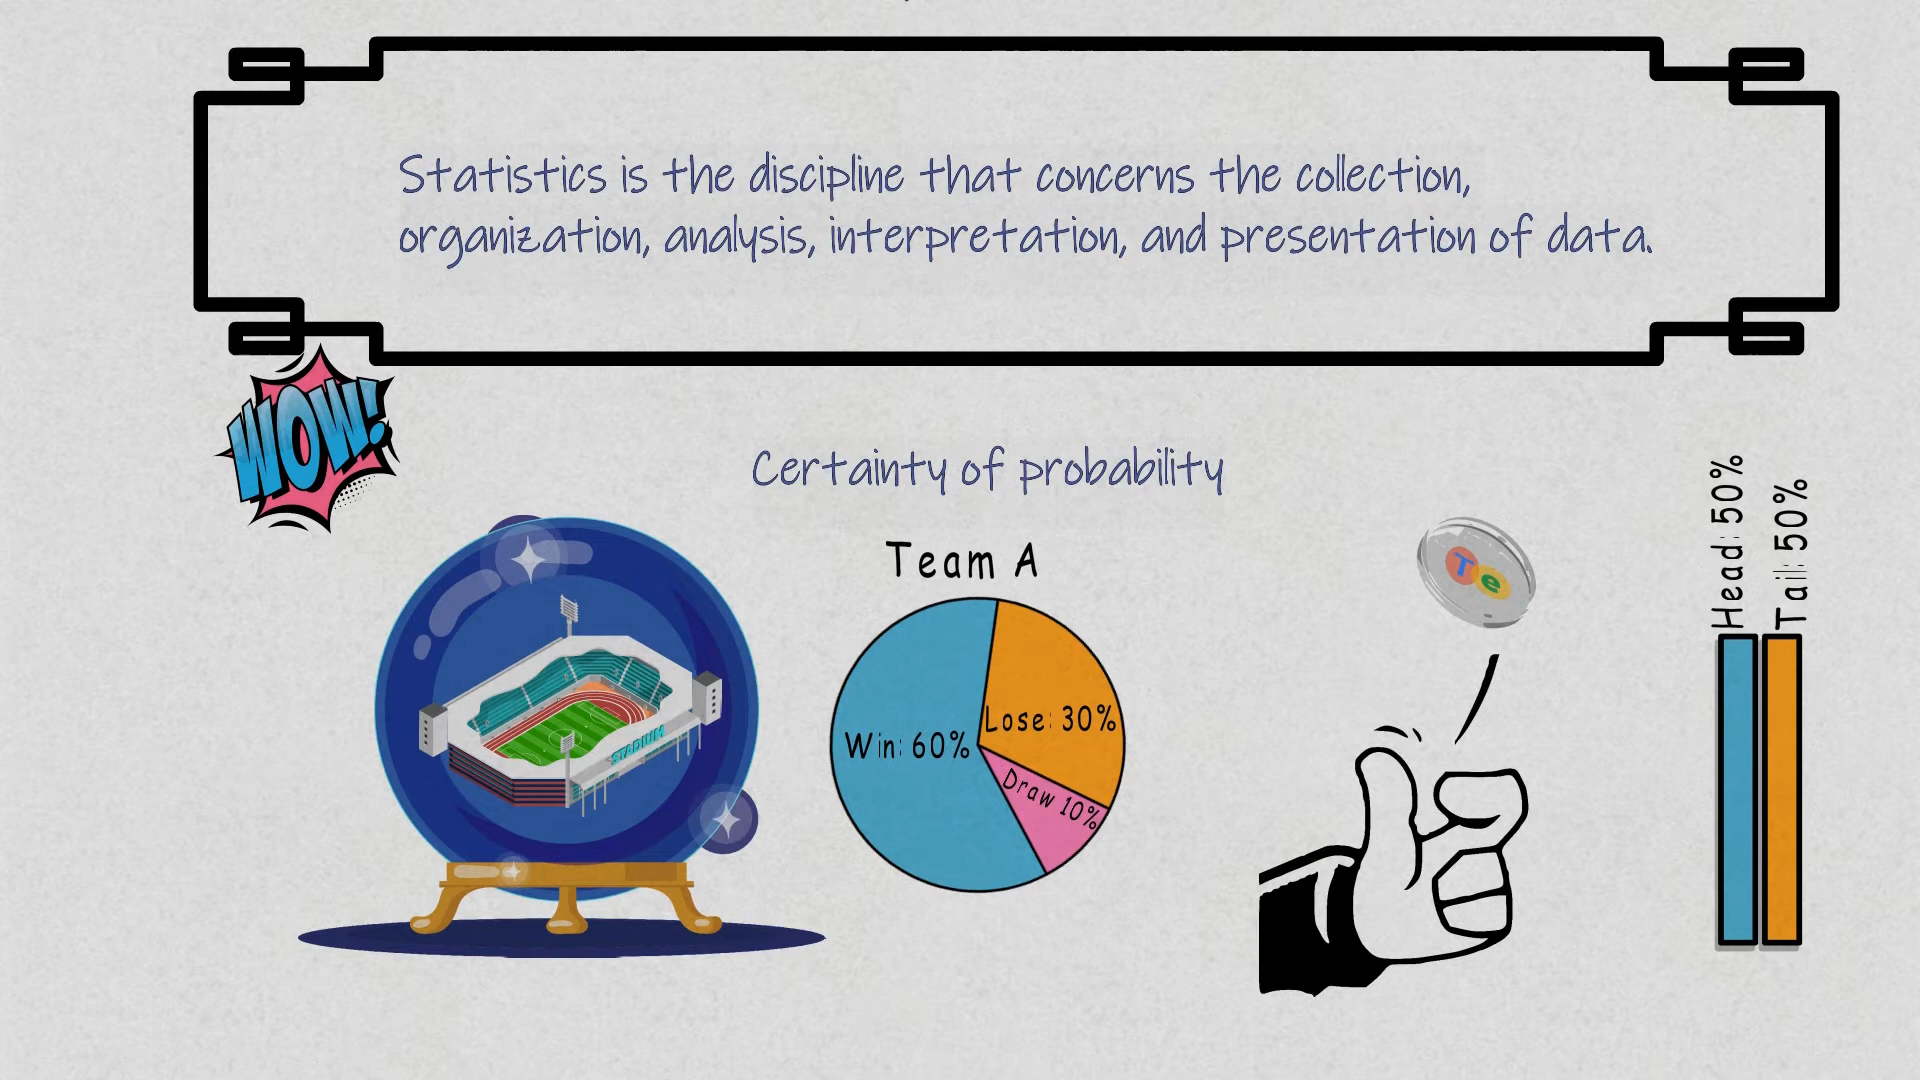 Statistics is the discipline that concerns the collection,
organization, analysis, interpretation, and presentation of data.
WOW!
Certainty of probability
Team A
Win: 60%
Lose: 30%
Draw 10%
STADIUM
Te
Head: 50%
Tail: 50%